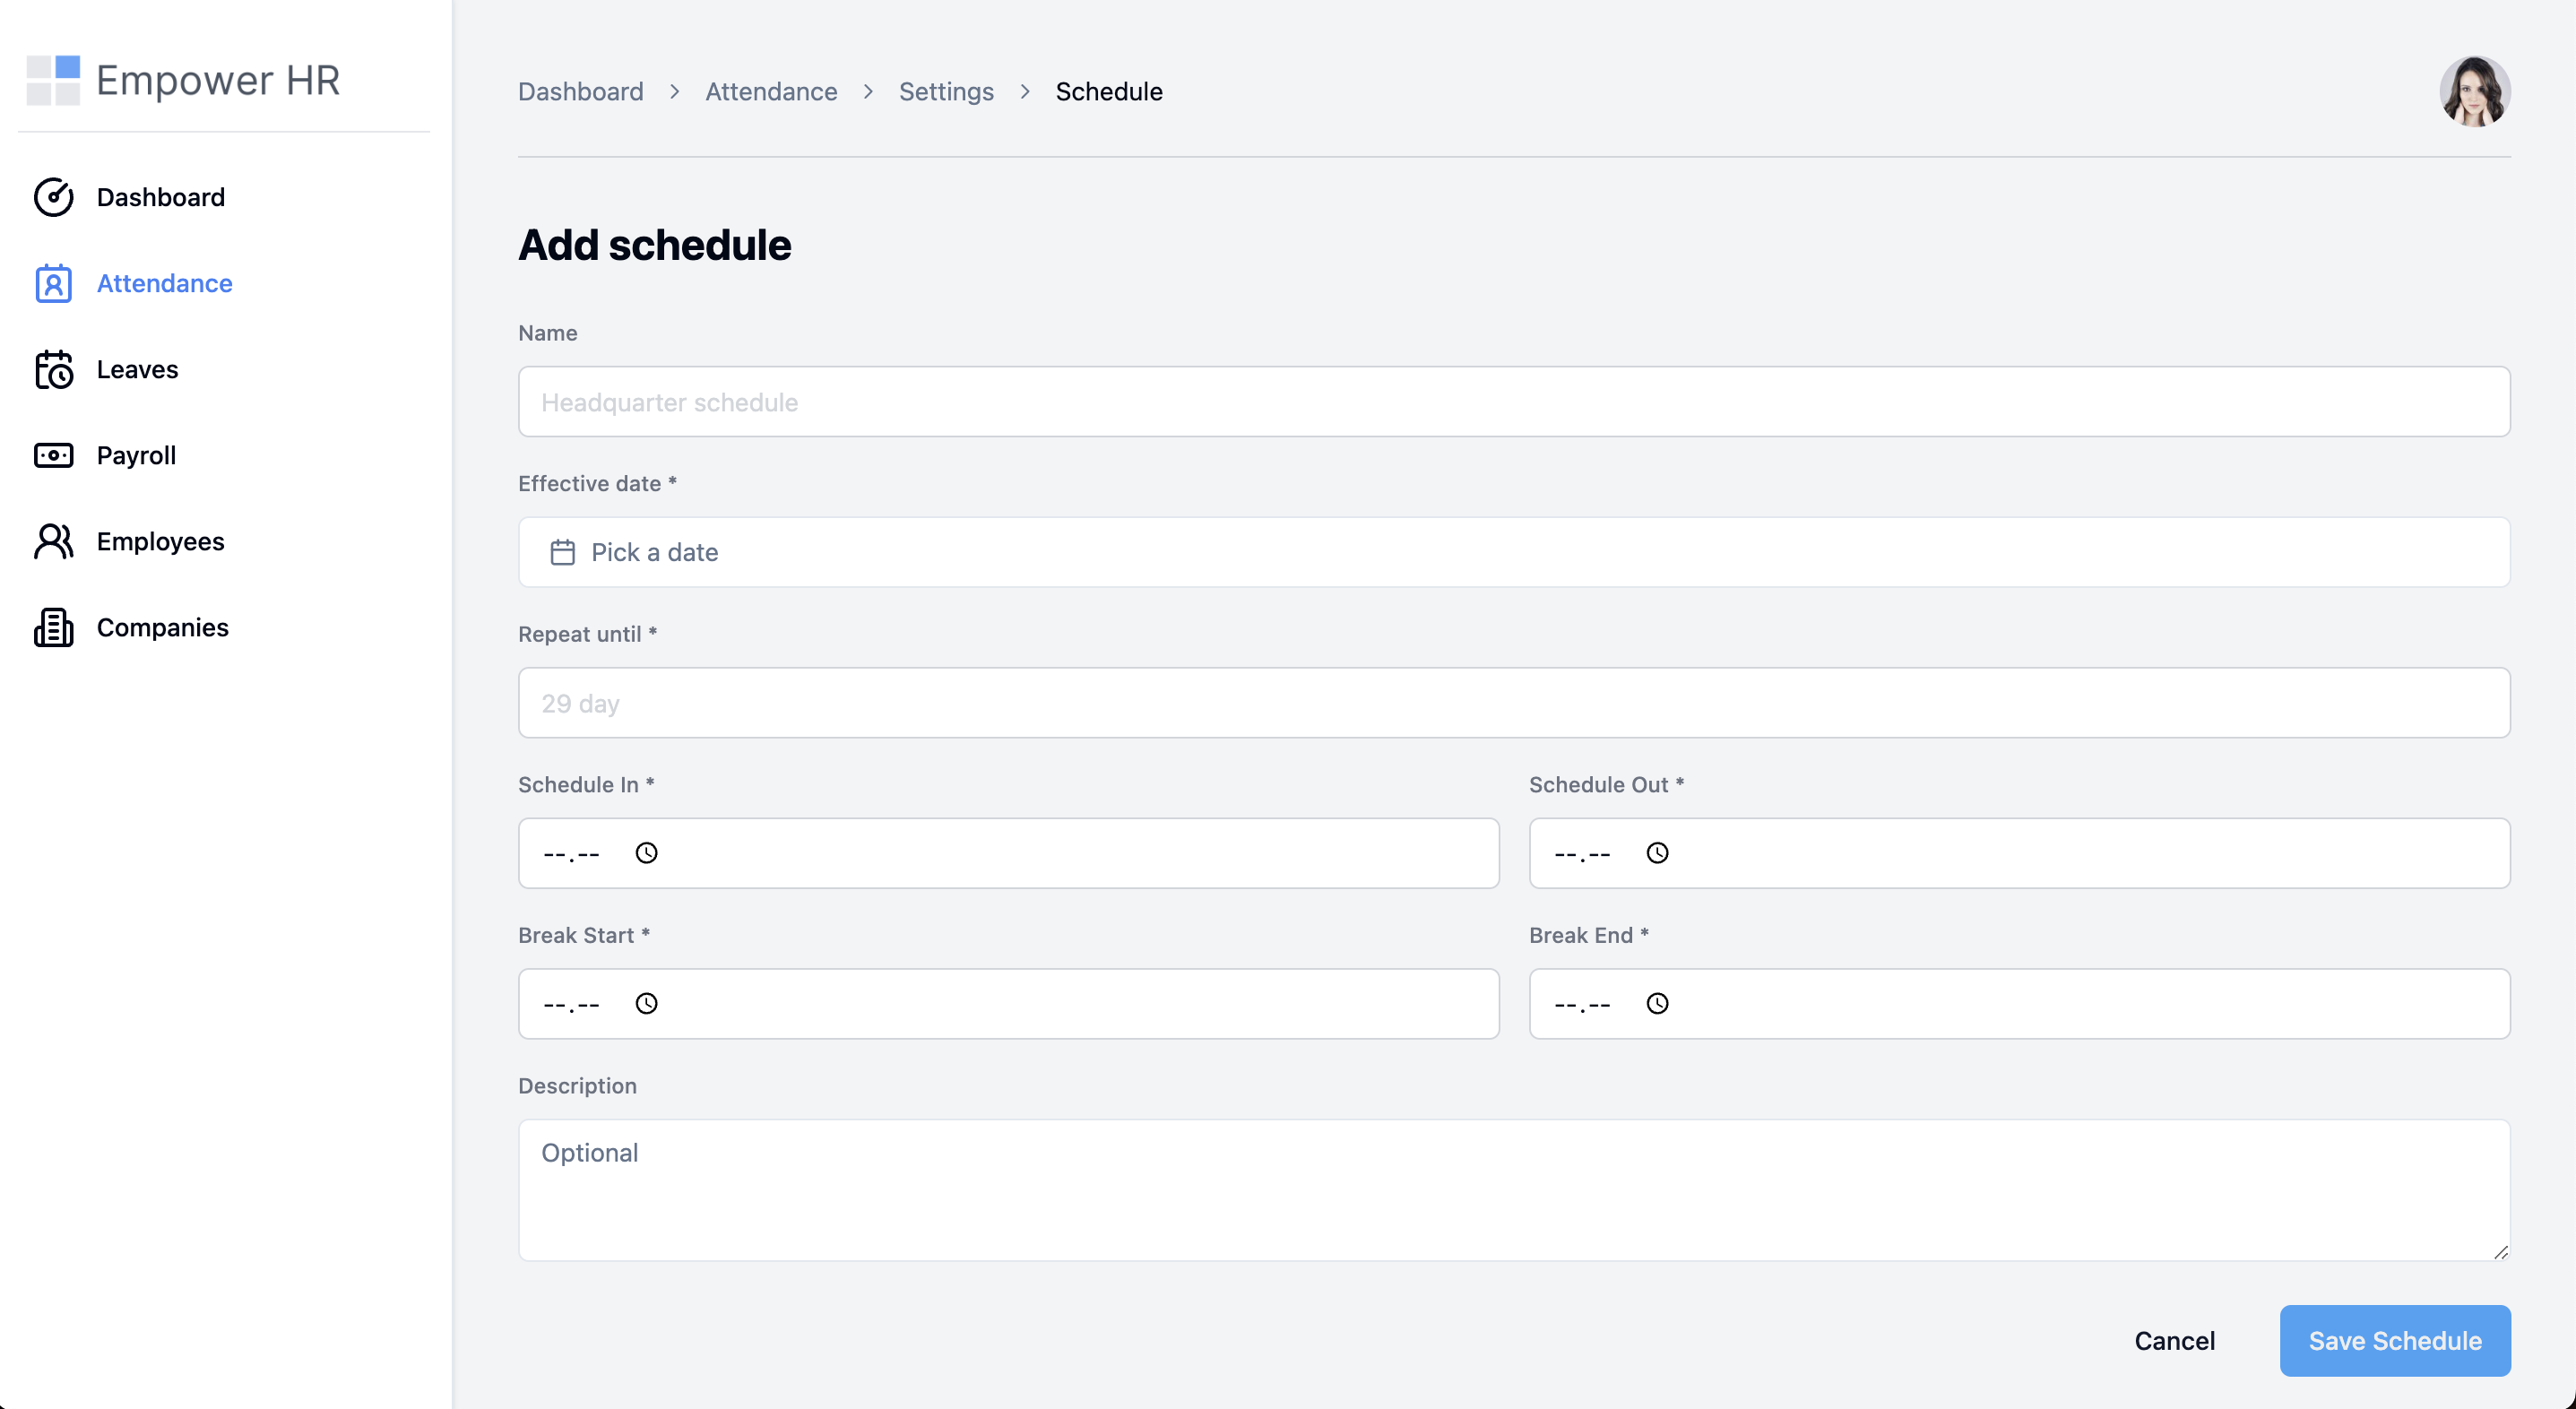 Empower HR
Dashboard
Attendance
Leaves
Payroll
Employees
Companies
Dashboard > Attendance > Settings > Schedule
Add schedule
Name
Headquarter schedule
Effective date *
Pick a date
Repeat until *
29 day
Schedule In * Schedule Out *
--.-- --.--
Break Start * Break End *
--.-- --.--
Description
Optional
Cancel Save Schedule